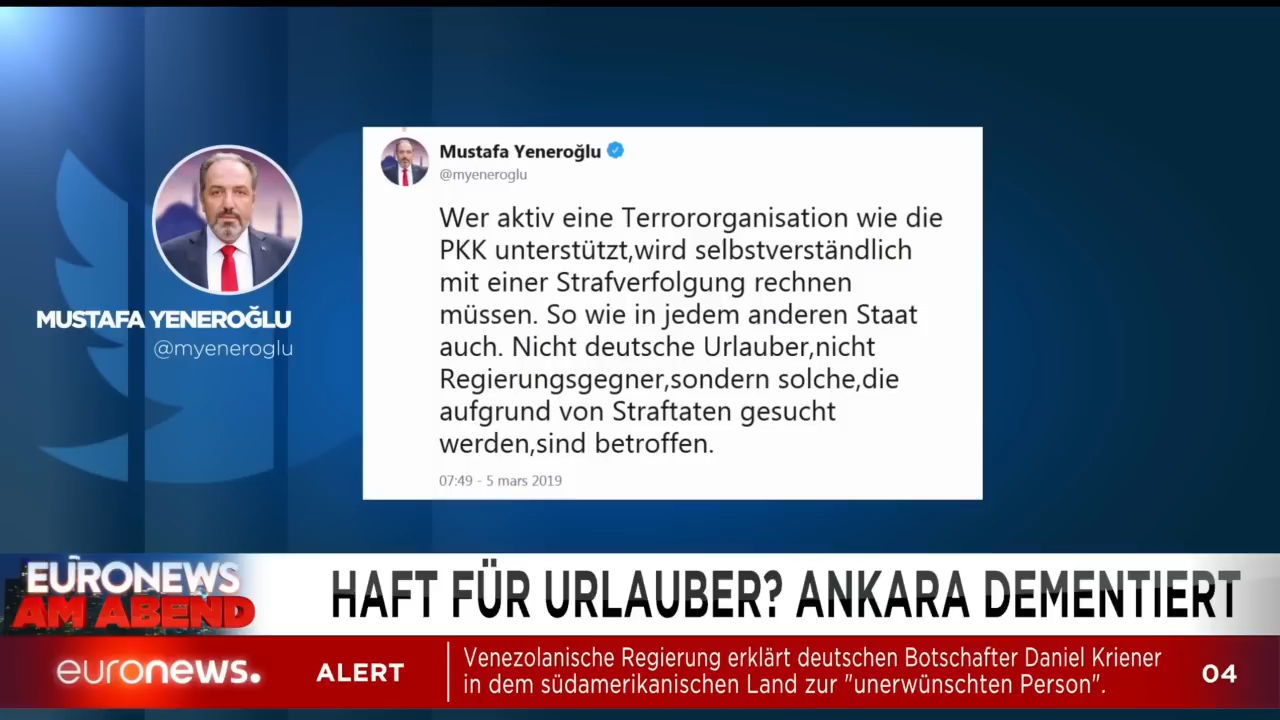 Mustafa Yeneroğlu
@myeneroglu
Wer aktiv eine Terrororganisation wie die
PKK unterstützt,wird selbstverständlich
mit einer Strafverfolgung rechnen
müssen. So wie in jedem anderen Staat
auch. Nicht deutsche Urlauber,nicht
Regierungsgegner,sondern solche,die
aufgrund von Straftaten gesucht
werden,sind betroffen.
07:49 - 5 mars 2019
MUSTAFA YENEROĞLU
@myeneroglu
EURONEWS
AM ABEND
HAFT FÜR URLAUBER? ANKARA DEMENTIERT
euronews.
ALERT
Venezolanische Regierung erklärt deutschen Botschafter Daniel Kriener
in dem südamerikanischen Land zur "unerwünschten Person".
04